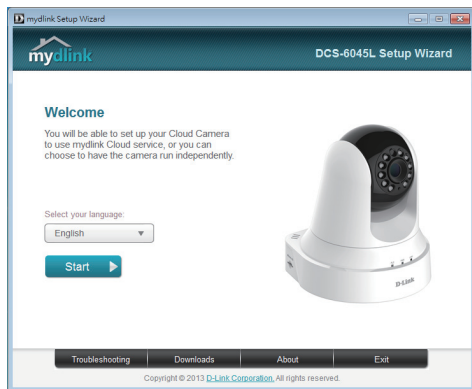 mydlink Setup Wizard
mydlink
DCS-6045L Setup Wizard
Welcome
You will be able to set up your Cloud Camera
to use mydlink Cloud service, or you can
choose to have the camera run independently.
Select your language:
English
Start
D-Link
Troubleshooting Downloads About Exit
Copyright © 2013 D-Link Corporation, All rights reserved.